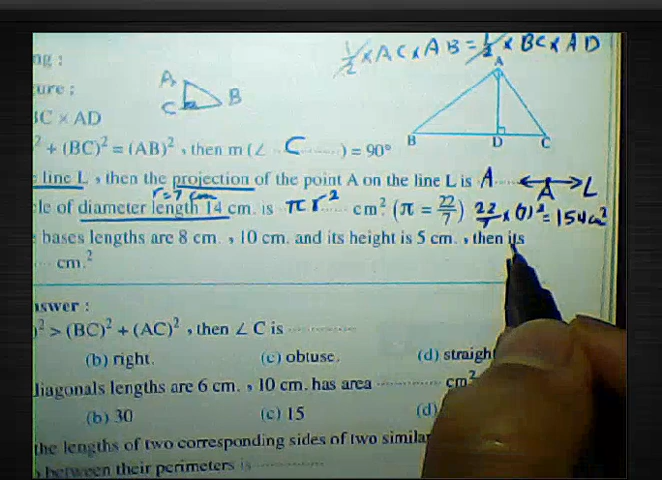 ½ × AC × AB = ½ × BC × AD
ng :
ure :
A
C B
A
B D C
BC × AD
² + (BC)² = (AB)² , then m (∠ C ........) = 90°
line L , then the projection of the point A on the line L is A
A L
r = 7 cm
le of diameter length 14 cm. is πr² ...... cm² (π = 22/7) 22/7 × (7)² = 154 cm²
bases lengths are 8 cm. , 10 cm. and its height is 5 cm. , then its
.... cm.²
nswer :
)² > (BC)² + (AC)² , then ∠ C is ............
(b) right. (c) obtuse. (d) straight
diagonals lengths are 6 cm. , 10 cm. has area ............ cm²
(b) 30 (c) 15 (d)
the lengths of two corresponding sides of two similar
between their perimeters is ............